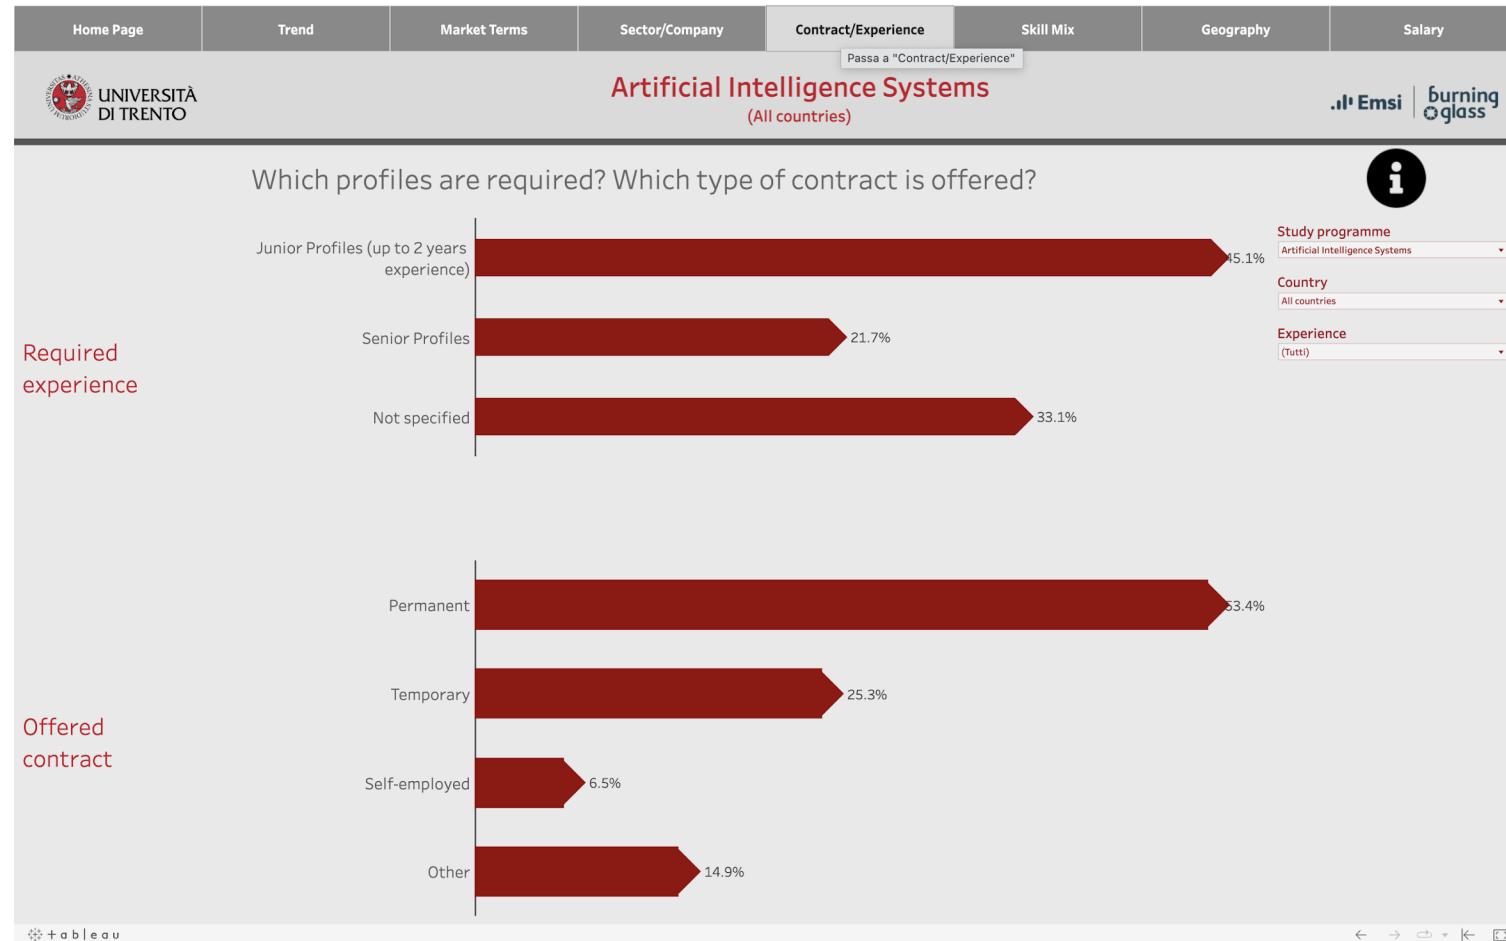 Home Page
Trend
Market Terms
Sector/Company
Contract/Experience
Skill Mix
Geography
Salary
Passa a "Contract/Experience"
UNIVERSITÀ
DI TRENTO
Artificial Intelligence Systems
(All countries)
Emsi
burning
glass
Which profiles are required? Which type of contract is offered?
Study programme
Artificial Intelligence Systems
Country
All countries
Experience
(Tutti)
Required
experience
Junior Profiles (up to 2 years
experience)
45.1%
Senior Profiles
21.7%
Not specified
33.1%
Offered
contract
Permanent
53.4%
Temporary
25.3%
Self-employed
6.5%
Other
14.9%
+ableau